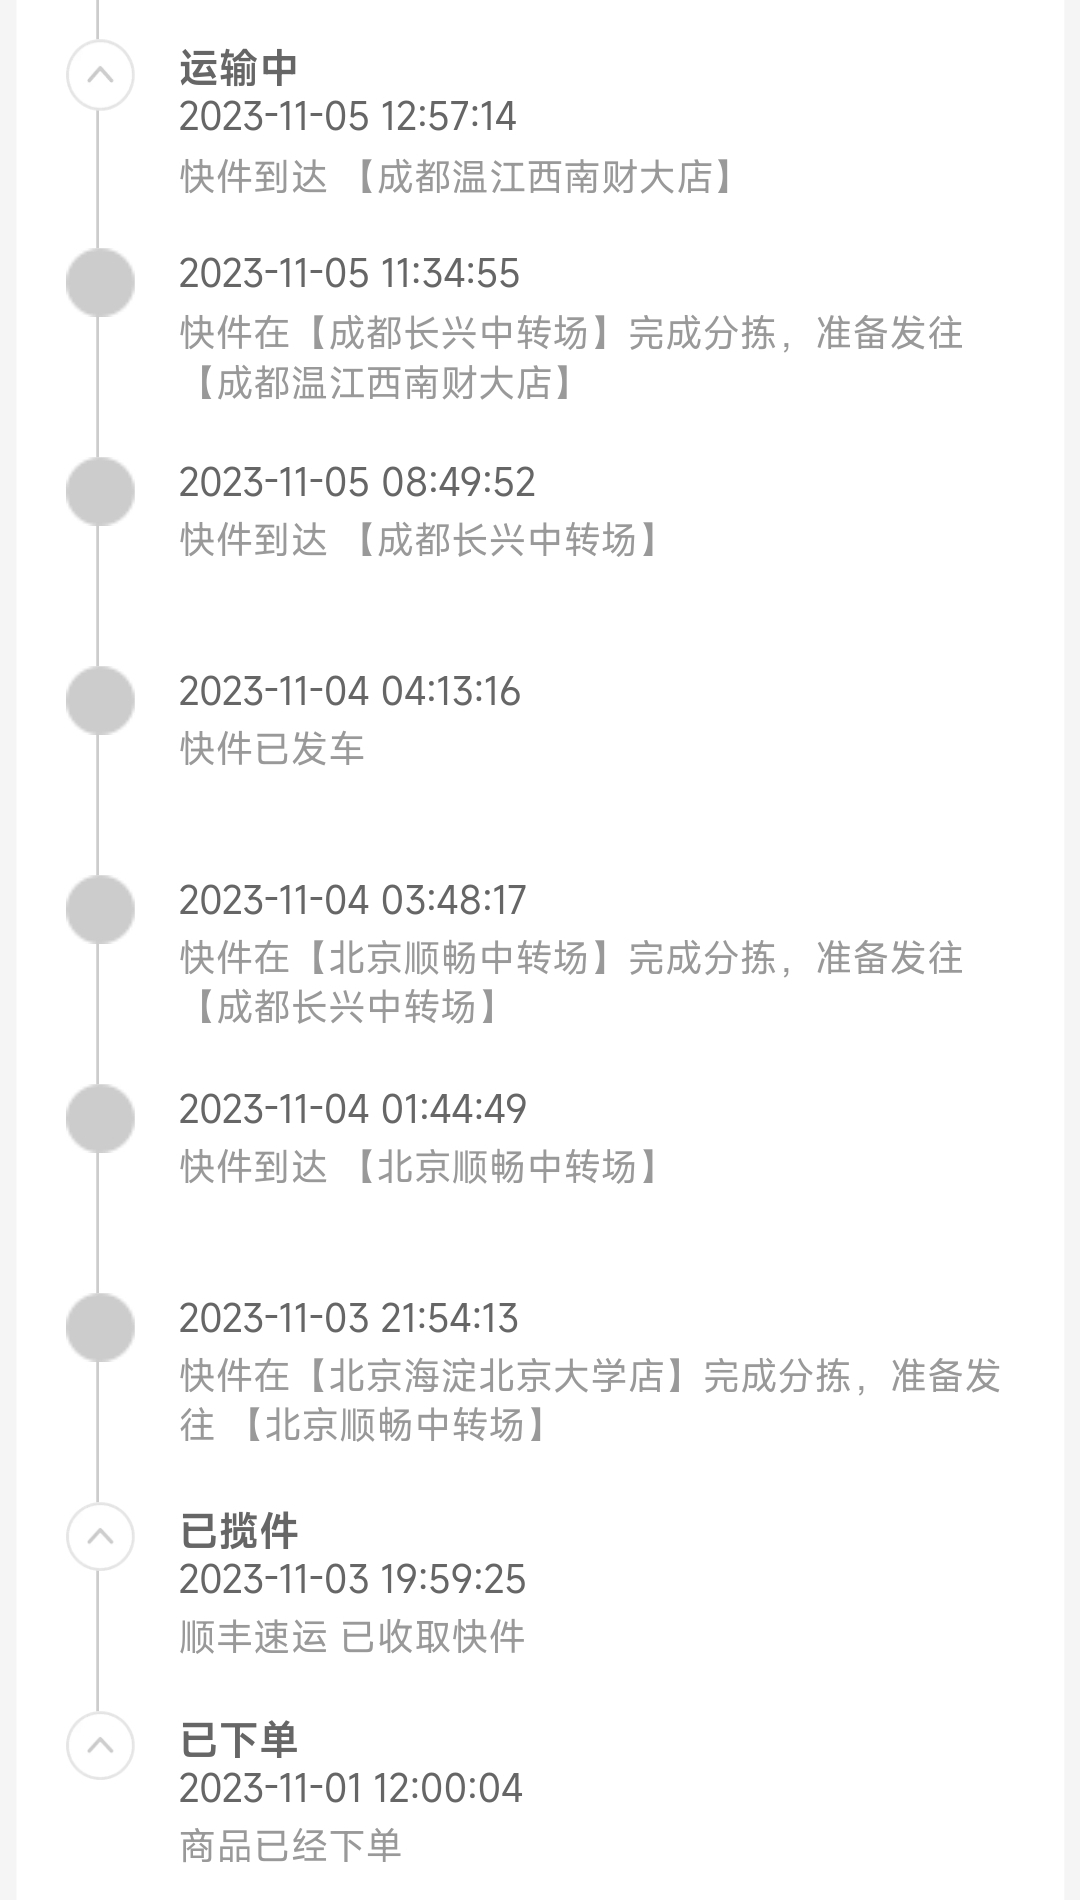 运输中
2023-11-05 12:57:14
快件到达 【成都温江西南财大店】
2023-11-05 11:34:55
快件在【成都长兴中转场】完成分拣，准备发往
【成都温江西南财大店】
2023-11-05 08:49:52
快件到达 【成都长兴中转场】
2023-11-04 04:13:16
快件已发车
2023-11-04 03:48:17
快件在【北京顺畅中转场】完成分拣，准备发往
【成都长兴中转场】
2023-11-04 01:44:49
快件到达 【北京顺畅中转场】
2023-11-03 21:54:13
快件在【北京海淀北京大学店】完成分拣，准备发
往 【北京顺畅中转场】
已揽件
2023-11-03 19:59:25
顺丰速运 已收取快件
已下单
2023-11-01 12:00:04
商品已经下单